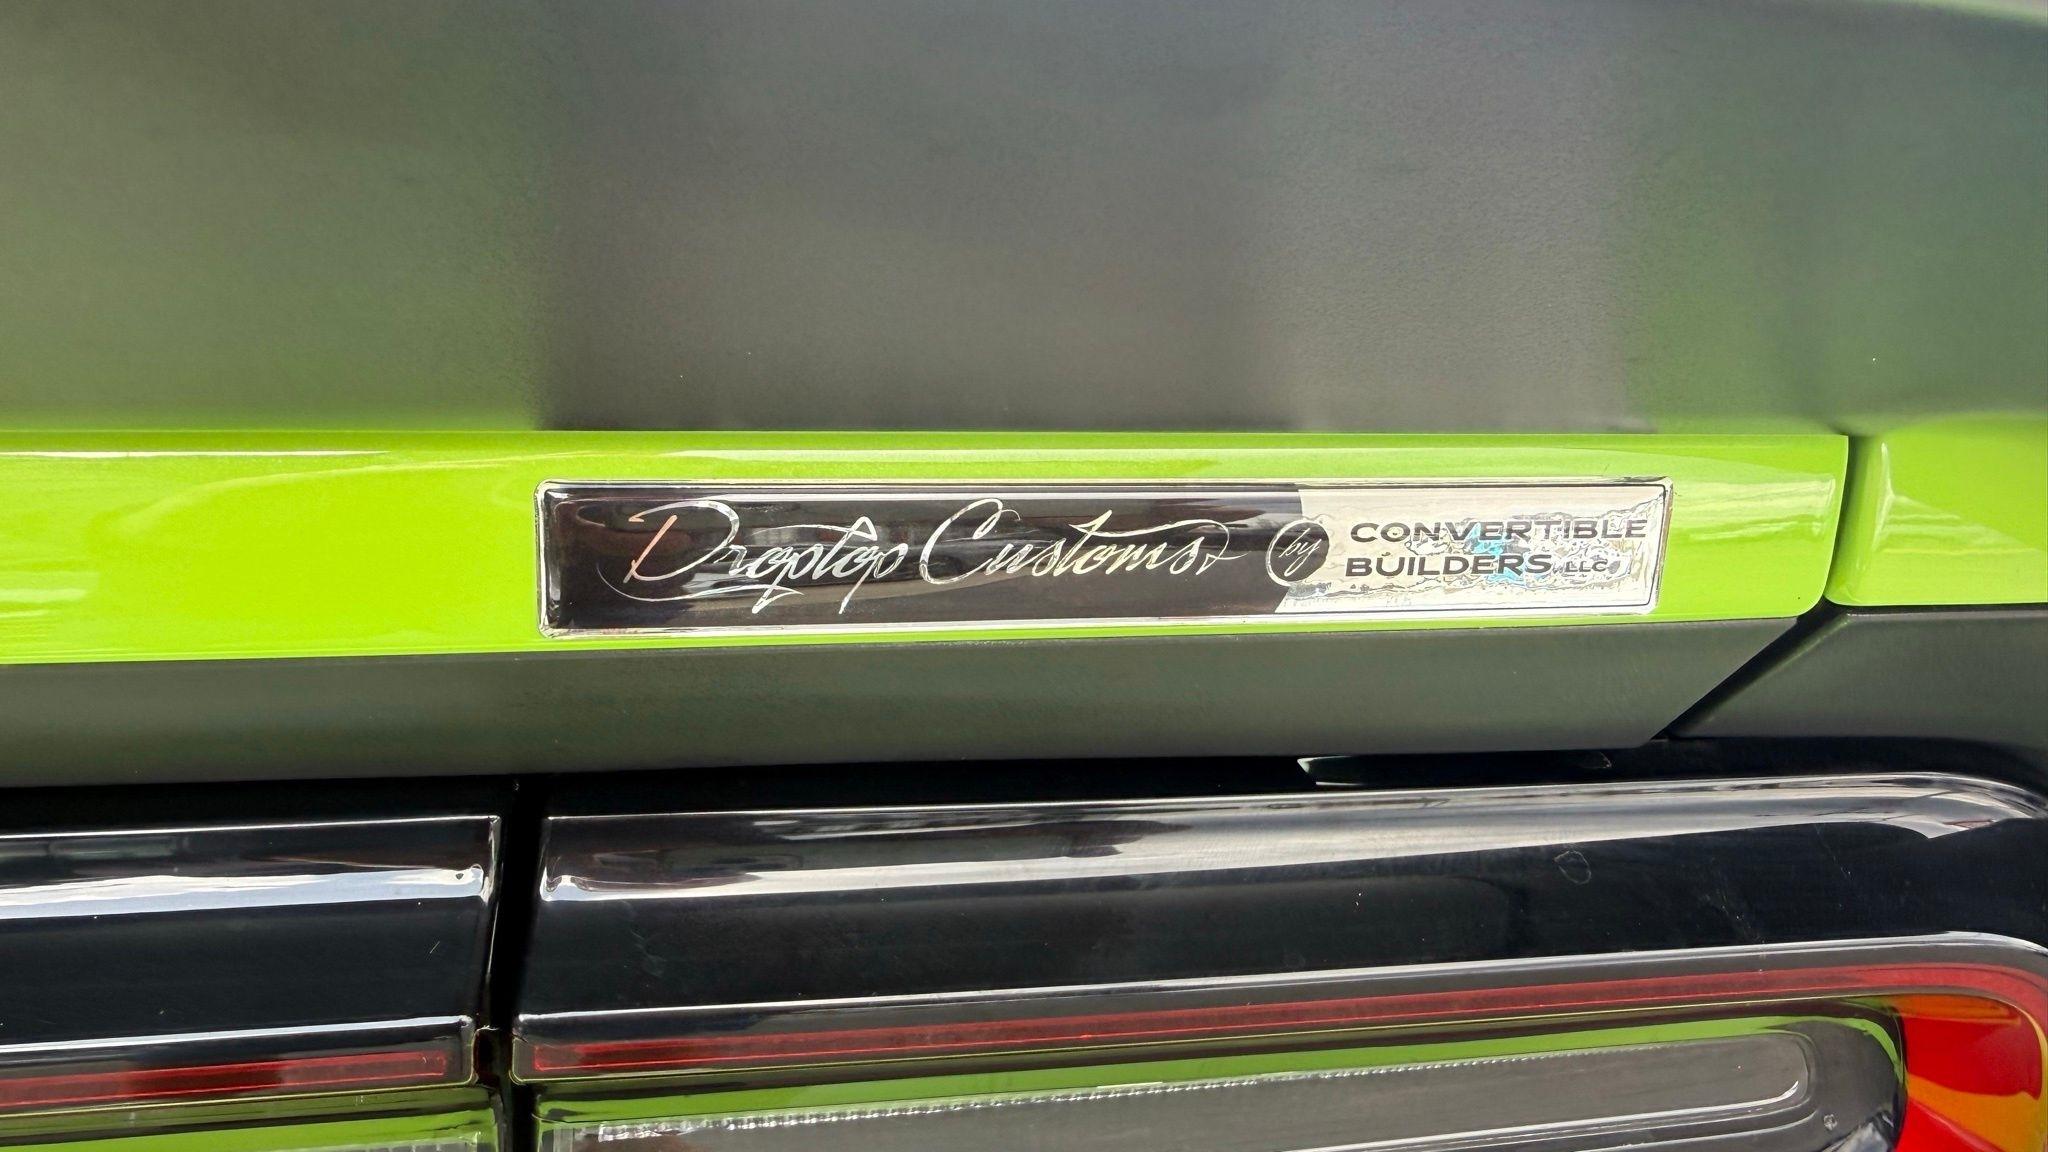 Droptop Customs by CONVERTIBLE
BUILDERS LLC